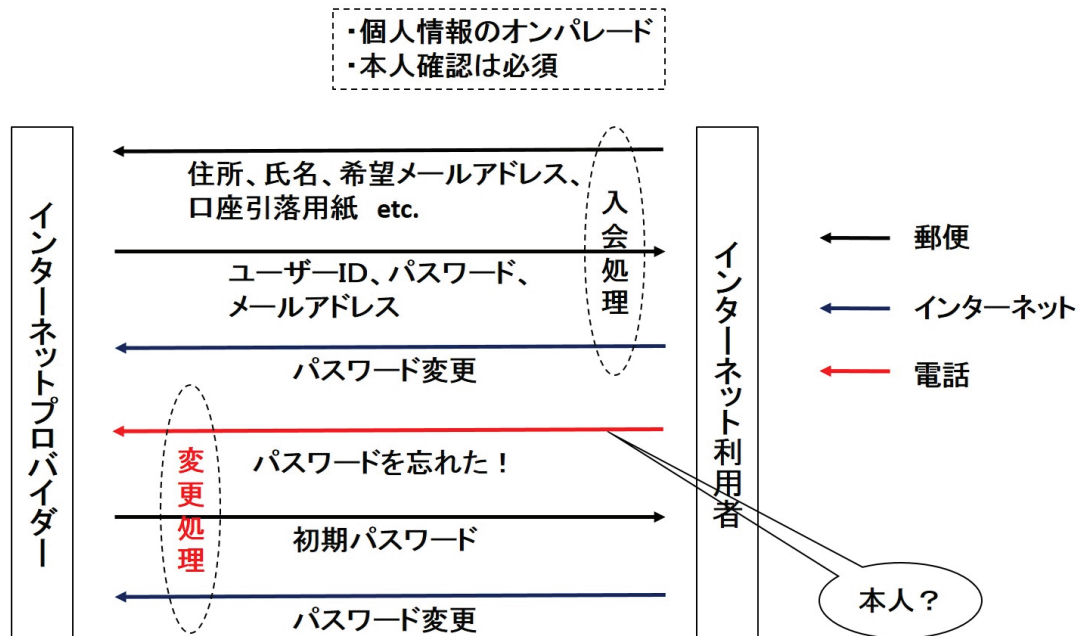 ・個人情報のオンパレード
・本人確認は必須
インターネットプロバイダー
住所、氏名、希望メールアドレス、
口座引落用紙 etc.
入会処理
ユーザーID、パスワード、
メールアドレス
パスワード変更
パスワードを忘れた！
変更処理
初期パスワード
パスワード変更
インターネット利用者
本人？
郵便
インターネット
電話